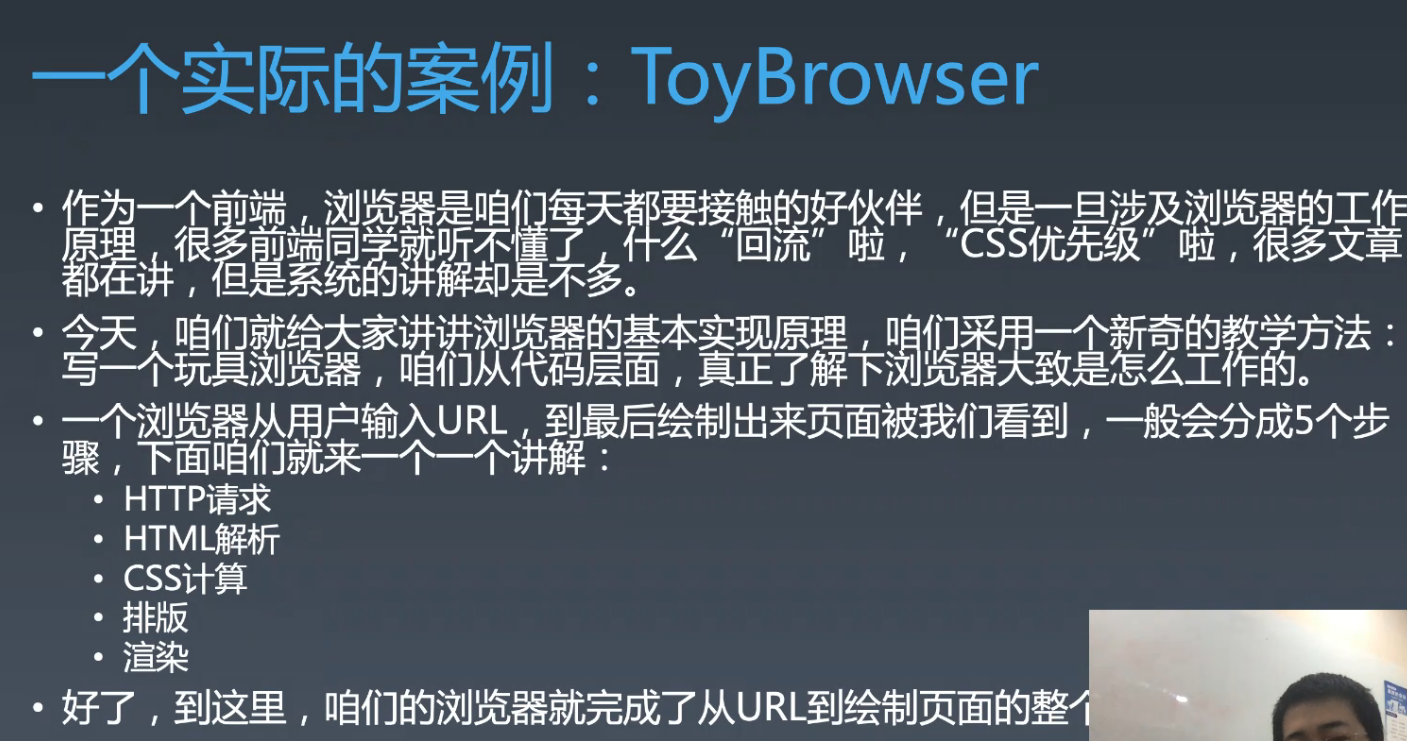 一个实际的案例：ToyBrowser
• 作为一个前端，浏览器是咱们每天都要接触的好伙伴，但是一旦涉及浏览器的工作
原理，很多前端同学就听不懂了，什么“回流”啦，“CSS优先级”啦，很多文章
都在讲，但是系统的讲解却是不多。
• 今天，咱们就给大家讲讲浏览器的基本实现原理，咱们采用一个新奇的教学方法：
写一个玩具浏览器，咱们从代码层面，真正了解下浏览器大致是怎么工作的。
• 一个浏览器从用户输入URL，到最后绘制出来页面被我们看到，一般会分成5个步
骤，下面咱们就来一个一个讲解：
• HTTP请求
• HTML解析
• CSS计算
• 排版
• 渲染
• 好了，到这里，咱们的浏览器就完成了从URL到绘制页面的整个